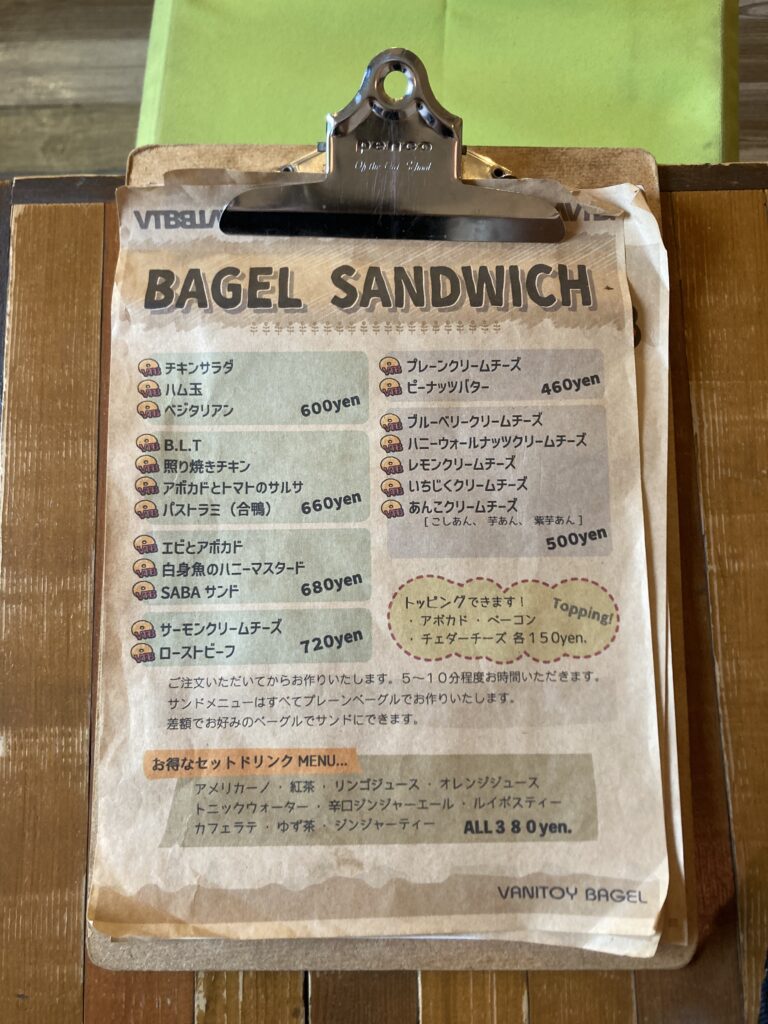 penco
BAGEL SANDWICH
チキンサラダ
ハム玉
ベジタリアン
600yen
B.L.T
照り焼きチキン
アボカドとトマトのサルサ
パストラミ（合鴨）
660yen
エビとアボカド
白身魚のハニーマスタード
SABA サンド
680yen
サーモンクリームチーズ
ローストビーフ
720yen
プレーンクリームチーズ
ピーナッツバター
460yen
ブルーベリークリームチーズ
ハニーウォールナッツクリームチーズ
レモンクリームチーズ
いちじくクリームチーズ
あんこクリームチーズ
［こしあん、 芋あん、 紫芋あん］
500yen
トッピングできます！
Topping!
・アボカド ・ ベーコン
・チェダーチーズ 各１５０yen.
ご注文いただいてからお作りいたします。５～１０分程度お時間いただきます。
サンドメニューはすべてプレーンベーグルでお作りいたします。
差額でお好みのベーグルでサンドにできます。
お得なセットドリンク MENU...
アメリカーノ ・ 紅茶 ・ リンゴジュース ・ オレンジジュース
トニックウォーター ・ 辛口ジンジャーエール ・ ルイボスティー
カフェラテ ・ ゆず茶 ・ ジンジャーティー
ALL３８０yen.
VANITOY BAGEL